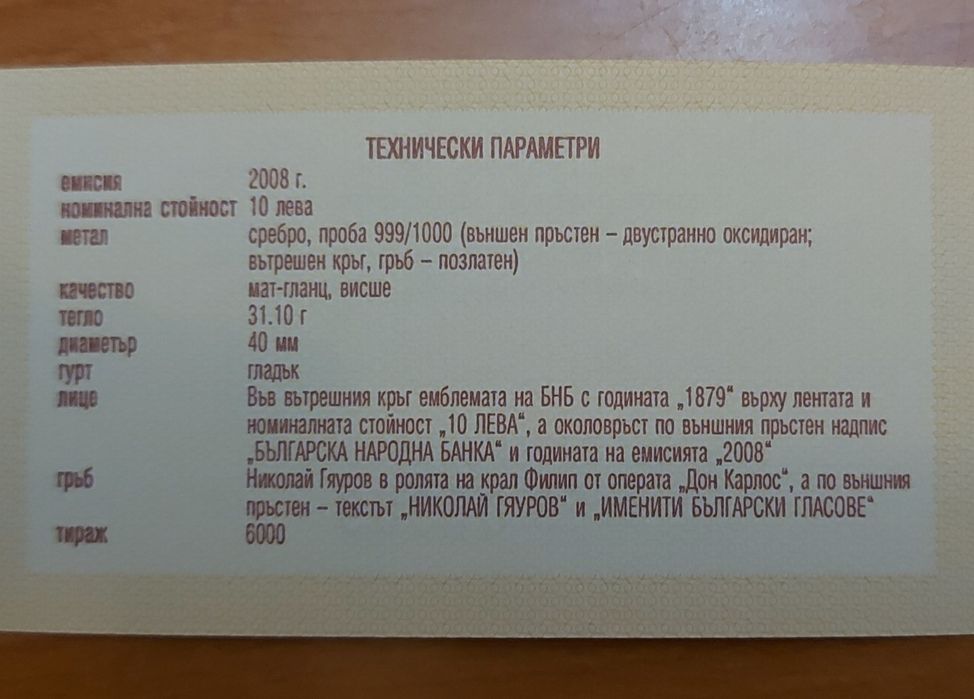 ТЕХНИЧЕСКИ ПАРАМЕТРИ
емисия 2008 г.
номинална стойност 10 лева
метал сребро, проба 999/1000 (външен пръстен – двустранно оксидиран;
вътрешен кръг, гръб – позлатен)
качество мат-гланц, висше
тегло 31.10 г
диаметър 40 мм
гурт гладък
лице Във вътрешния кръг емблемата на БНБ с годината „1879“ върху лентата и
номиналната стойност „10 ЛЕВА“, а околовръст по външния пръстен надпис
„БЪЛГАРСКА НАРОДНА БАНКА“ и годината на емисията „2008“
гръб Николай Гяуров в ролята на крал Филип от операта „Дон Карлос“, а по външния
пръстен – текстът „НИКОЛАЙ ГЯУРОВ“ и „ИМЕНИТИ БЪЛГАРСКИ ГЛАСОВЕ“
тираж 6000